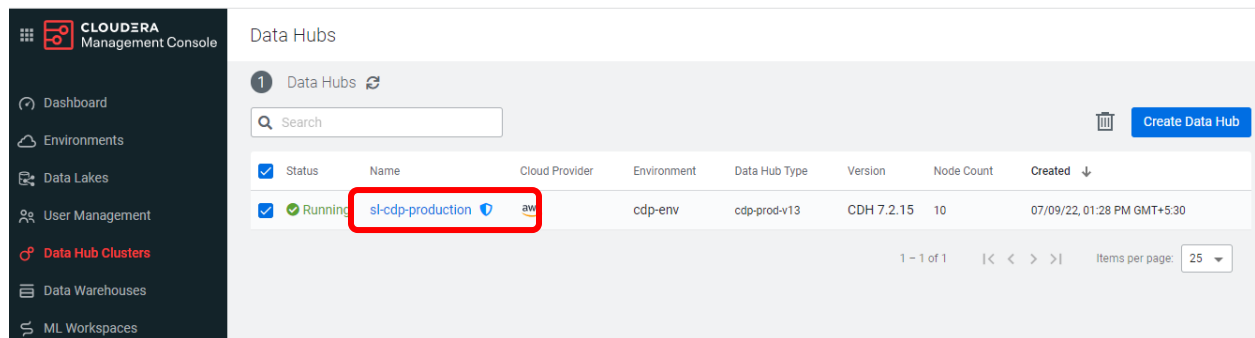 CLOUDERA
Management Console
Data Hubs
1 Data Hubs
Dashboard
Search
Create Data Hub
Environments
Status Name Cloud Provider Environment Data Hub Type Version Node Count Created
Data Lakes
Running sl-cdp-production aws cdp-env cdp-prod-v13 CDH 7.2.15 10 07/09/22, 01:28 PM GMT+5:30
User Management
Data Hub Clusters
1 – 1 of 1 Items per page: 25
Data Warehouses
ML Workspaces